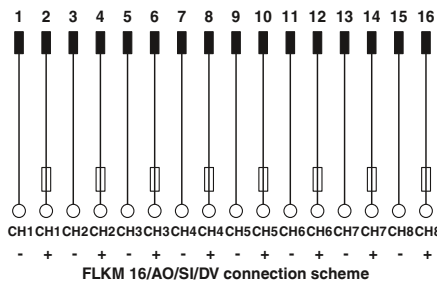 1 2 3 4 5 6 7 8 9 10 11 12 13 14 15 16
CH1 CH1 CH2 CH2 CH3 CH3 CH4 CH4 CH5 CH5 CH6 CH6 CH7 CH7 CH8 CH8
- + - + - + - + - + - + - + - +
FLKM 16/AO/SI/DV connection scheme